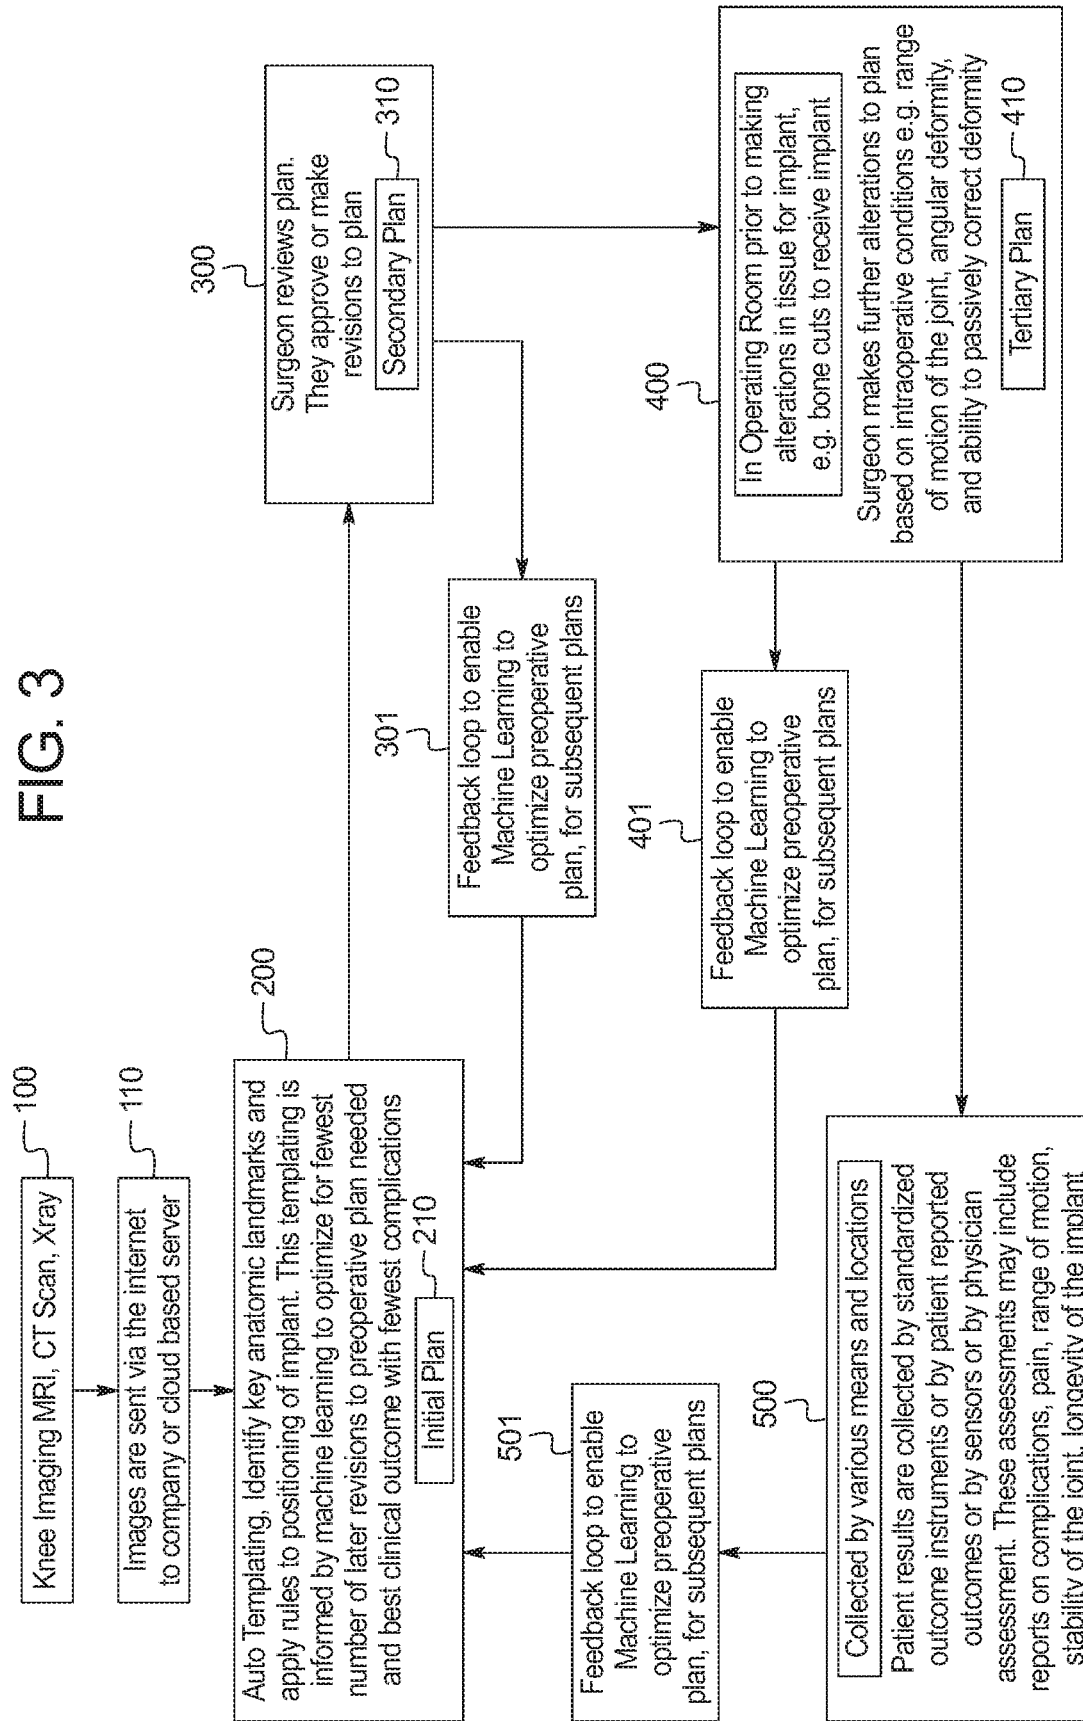 FIG. 3
Knee Imaging MRI, CT Scan, Xray
100
Images are sent via the internet
to company or cloud based server
110
200
Auto Templating, Identify key anatomic landmarks and
apply rules to positioning of implant. This templating is
informed by machine learning to optimize for fewest
number of later revisions to preoperative plan needed
and best clinical outcome with fewest complications
Initial Plan
210
300
Surgeon reviews plan.
They approve or make
revisions to plan
Secondary Plan
310
301
Feedback loop to enable
Machine Learning to
optimize preoperative
plan, for subsequent plans
401
Feedback loop to enable
Machine Learning to
optimize preoperative
plan, for subsequent plans
400
In Operating Room prior to making
alterations in tissue for implant,
e.g. bone cuts to receive implant
Surgeon makes further alterations to plan
based on intraoperative conditions e.g. range
of motion of the joint, angular deformity,
and ability to passively correct deformity
Tertiary Plan
410
501
Feedback loop to enable
Machine Learning to
optimize preoperative
plan, for subsequent plans
500
Collected by various means and locations
Patient results are collected by standardized
outcome instruments or by patient reported
outcomes or by sensors or by physician
assessment. These assessments may include
reports on complications, pain, range of motion,
stability of the joint, longevity of the implant